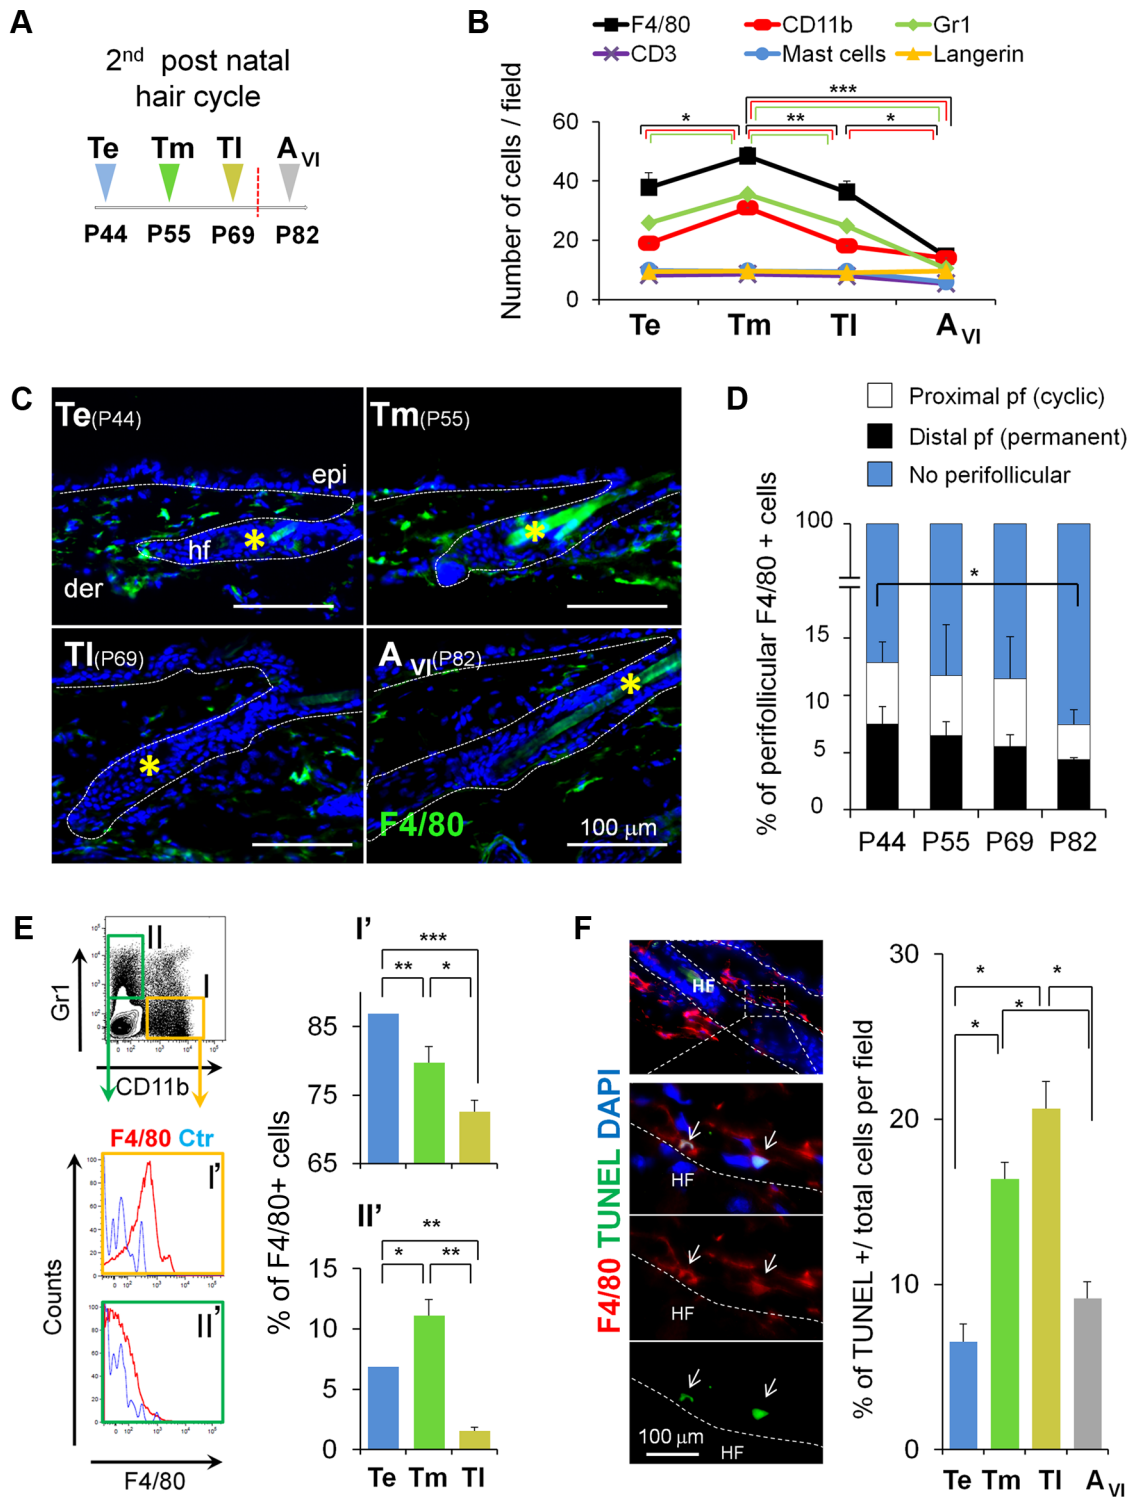 A
2nd post natal
hair cycle
Te Tm Tl A VI
P44 P55 P69 P82
B
F4/80 CD11b Gr1
CD3 Mast cells Langerin
Number of cells / field
60
40
20
0
***
* ** *
Te Tm Tl A VI
C
Te(P44)
epi
hf
*
der
Tm(P55)
*
Tl(P69)
*
A VI(P82)
*
F4/80
100 µm
D
Proximal pf (cyclic)
Distal pf (permanent)
No perifollicular
% of perifollicular F4/80 + cells
100
15
10
5
0
*
P44 P55 P69 P82
E
Gr1
II
I
CD11b
F4/80 Ctr
Counts
I'
II'
F4/80
% of F4/80+ cells
I'
***
** *
85
75
65
II'
**
* **
15
10
5
0
Te Tm Tl
F
F4/80 TUNEL DAPI
HF
HF
HF
100 µm
HF
% of TUNEL +/ total cells per field
30
20
10
0
* *
*
*
Te Tm Tl A VI